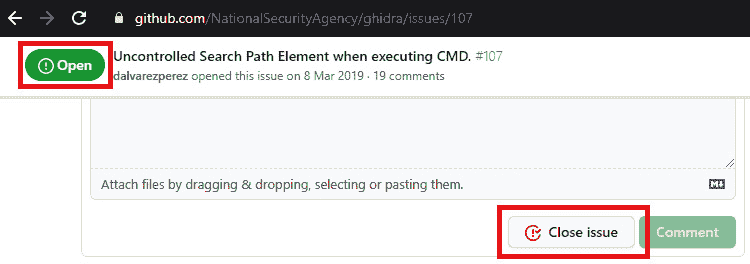 github.com/NationalSecurityAgency/ghidra/issues/107
Open
Uncontrolled Search Path Element when executing CMD. #107
dalvarezperez opened this issue on 8 Mar 2019 · 19 comments
Attach files by dragging & dropping, selecting or pasting them.
Close issue
Comment